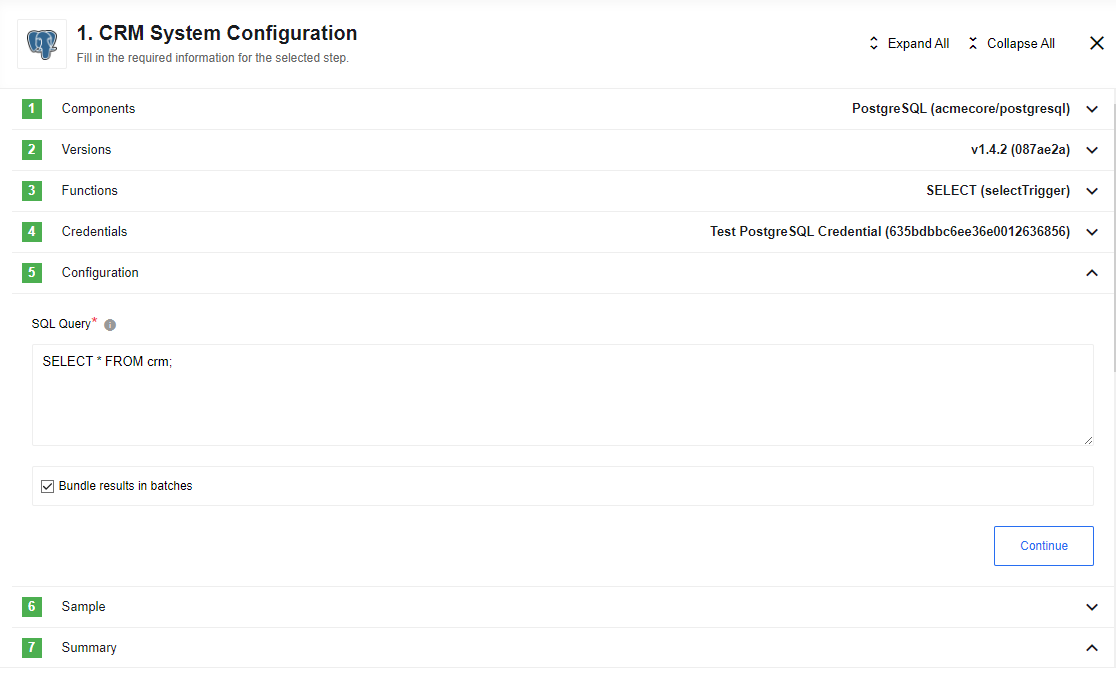 1. CRM System Configuration
Fill in the required information for the selected step.
Expand All
Collapse All
1 Components PostgreSQL (acmecore/postgresql)
2 Versions v1.4.2 (087ae2a)
3 Functions SELECT (selectTrigger)
4 Credentials Test PostgreSQL Credential (635bdbbc6ee36e0012636856)
5 Configuration
SQL Query*
SELECT * FROM crm;
Bundle results in batches
Continue
6 Sample
7 Summary